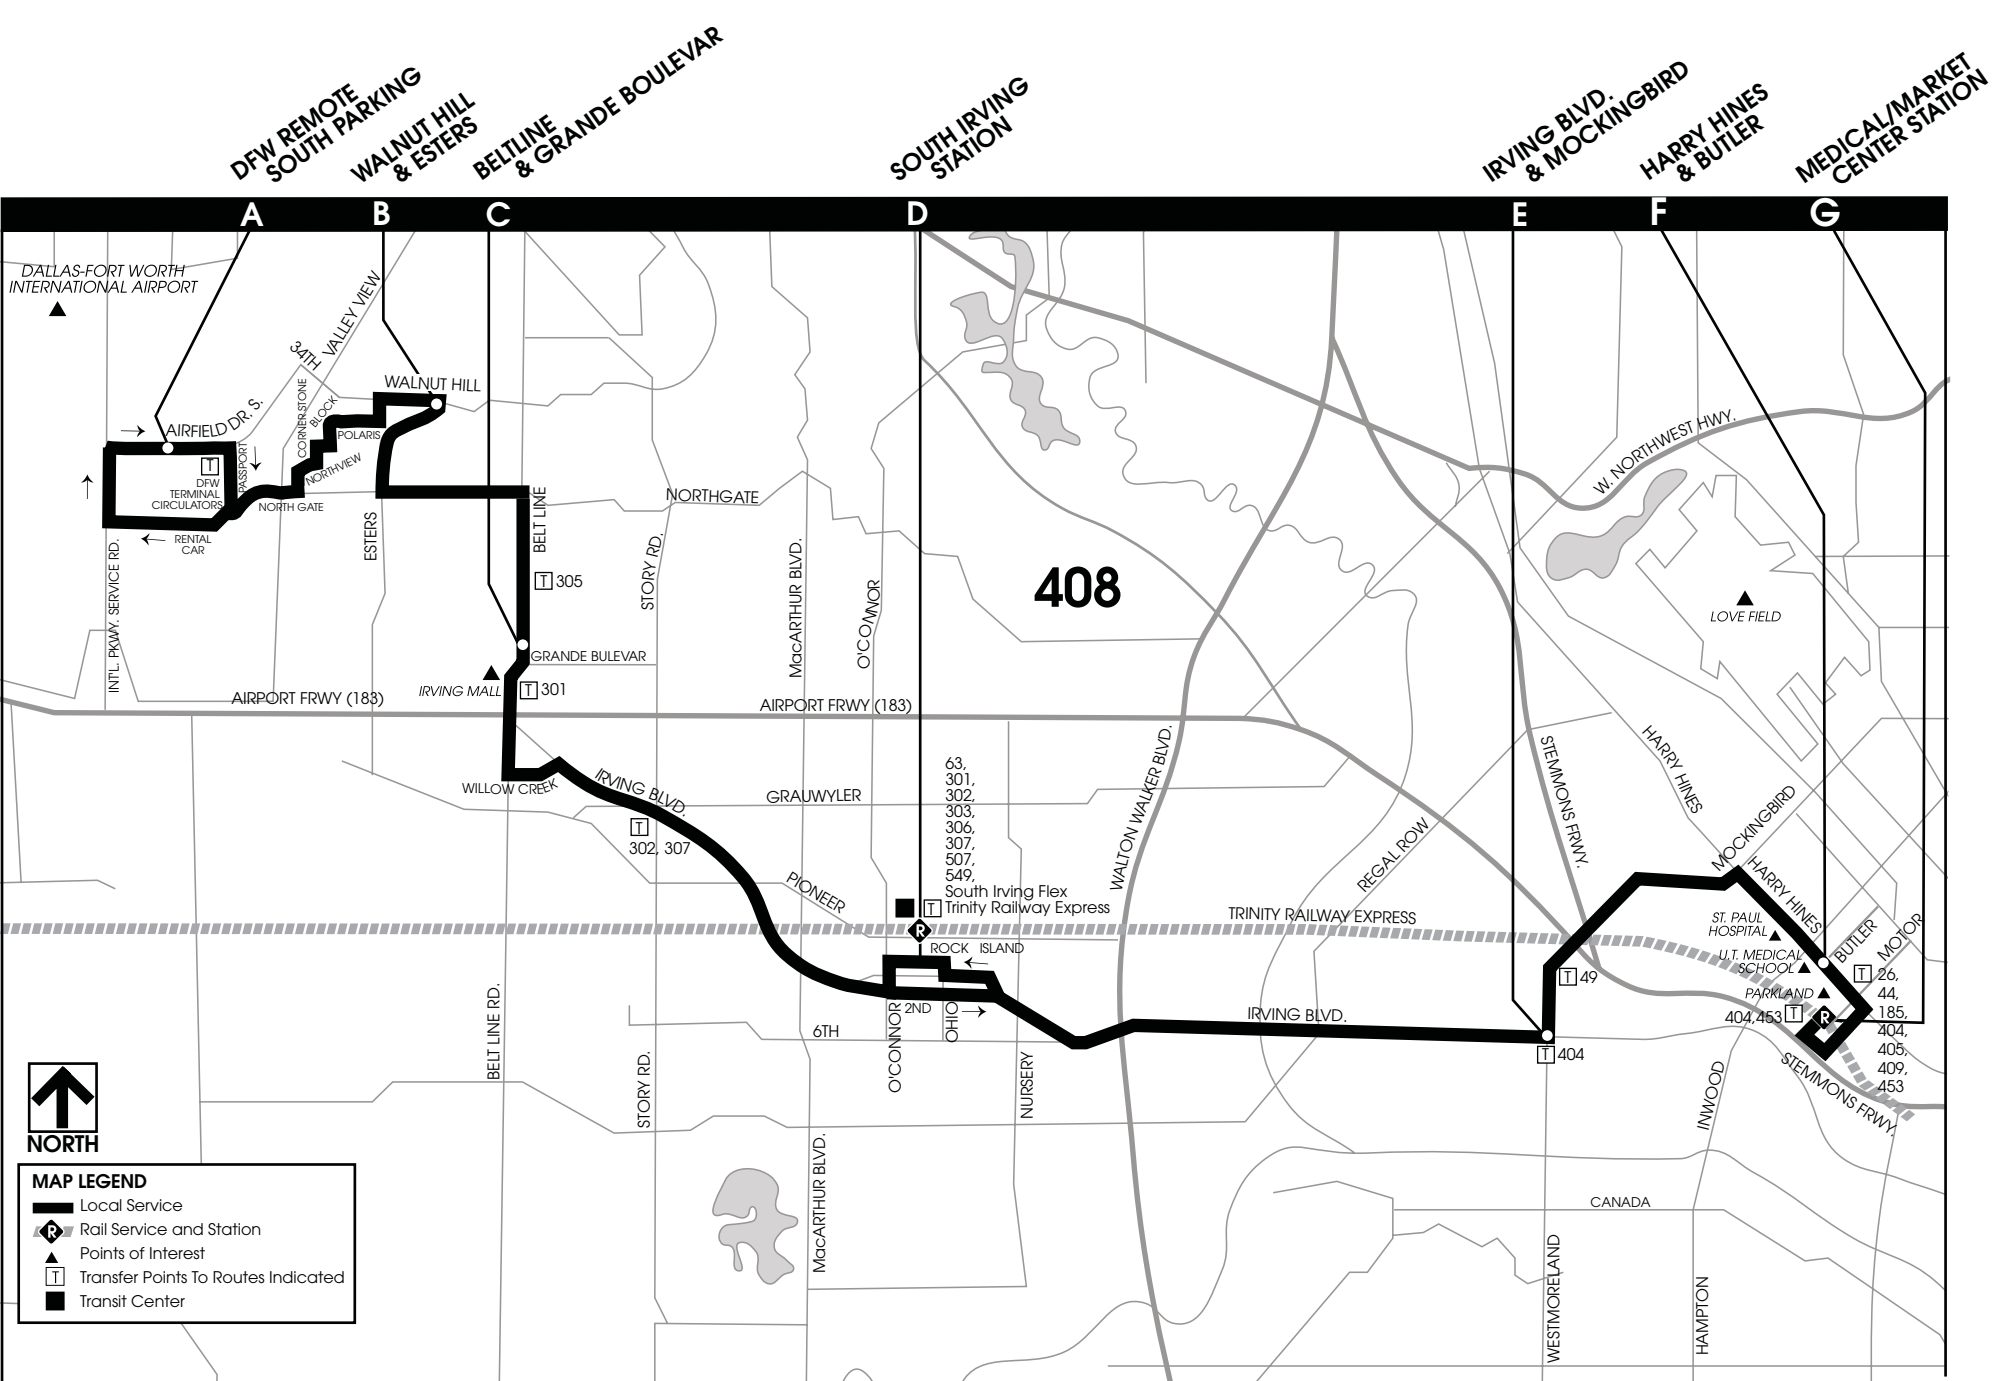 DFW REMOTE
SOUTH PARKING
WALNUT HILL
& ESTERS
BELTLINE
& GRANDE BOULEVAR
SOUTH IRVING
STATION
IRVING BLVD.
& MOCKINGBIRD
HARRY HINES
& BUTLER
MEDICAL/MARKET
CENTER STATION
A
B
C
D
E
F
G
DALLAS-FORT WORTH
INTERNATIONAL AIRPORT
VALLEY VIEW
34TH
WALNUT HILL
CORNER STONE
BLOCK
AIRFIELD DR. S.
POLARIS
PASSPORT
NORTHVIEW
T
DFW
TERMINAL
CIRCULATORS
NORTH GATE
RENTAL
CAR
INT'L. PKWY. SERVICE RD.
ESTERS
BELT LINE
NORTHGATE
T 305
STORY RD.
MacARTHUR BLVD.
O'CONNOR
408
W. NORTHWEST HWY.
LOVE FIELD
GRANDE BULEVAR
IRVING MALL
T 301
AIRPORT FRWY (183)
AIRPORT FRWY (183)
WILLOW CREEK
IRVING BLVD.
GRAUWYLER
T
302, 307
63,
301,
302,
303,
306,
307,
507,
549,
South Irving Flex
T Trinity Railway Express
PIONEER
R
ROCK ISLAND
WALTON WALKER BLVD.
REGAL ROW
STEMMONS FRWY.
HARRY HINES
MOCKINGBIRD
HARRY HINES
TRINITY RAILWAY EXPRESS
ST. PAUL
HOSPITAL
U.T. MEDICAL
SCHOOL
BUTLER
MOTOR
PARKLAND
T 49
404,453 T
R
T 26,
44,
185,
404,
405,
409,
453
BELT LINE RD.
2ND
O'CONNOR
OHIO
6TH
IRVING BLVD.
T 404
STORY RD.
NURSERY
INWOOD
STEMMONS FRWY.
MacARTHUR BLVD.
CANADA
WESTMORELAND
HAMPTON
NORTH
MAP LEGEND
Local Service
R Rail Service and Station
Points of Interest
T Transfer Points To Routes Indicated
Transit Center